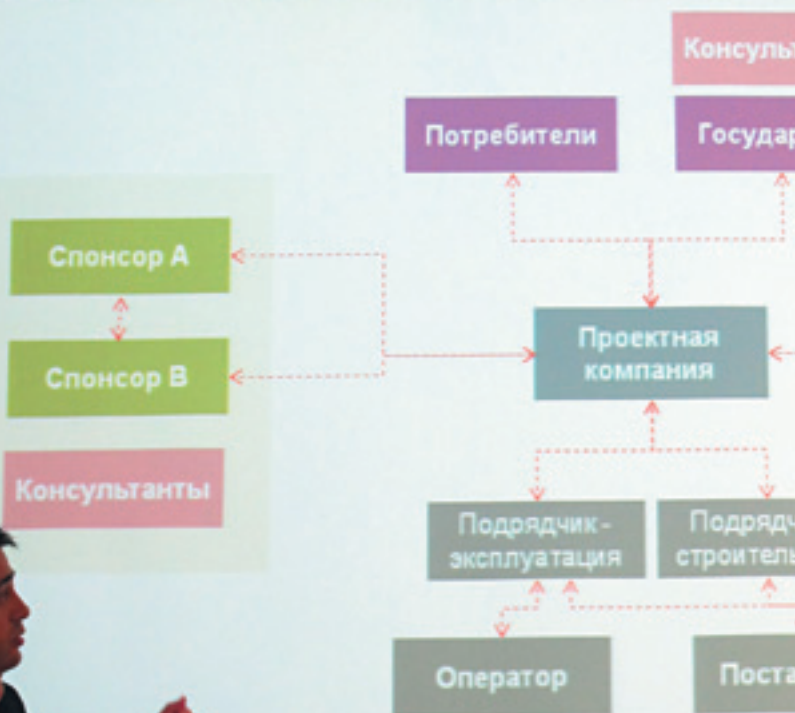 Потребители
Спонсор А
Спонсор В
Консультанты
Проектная
компания
Подрядчик-
эксплуатация
Оператор